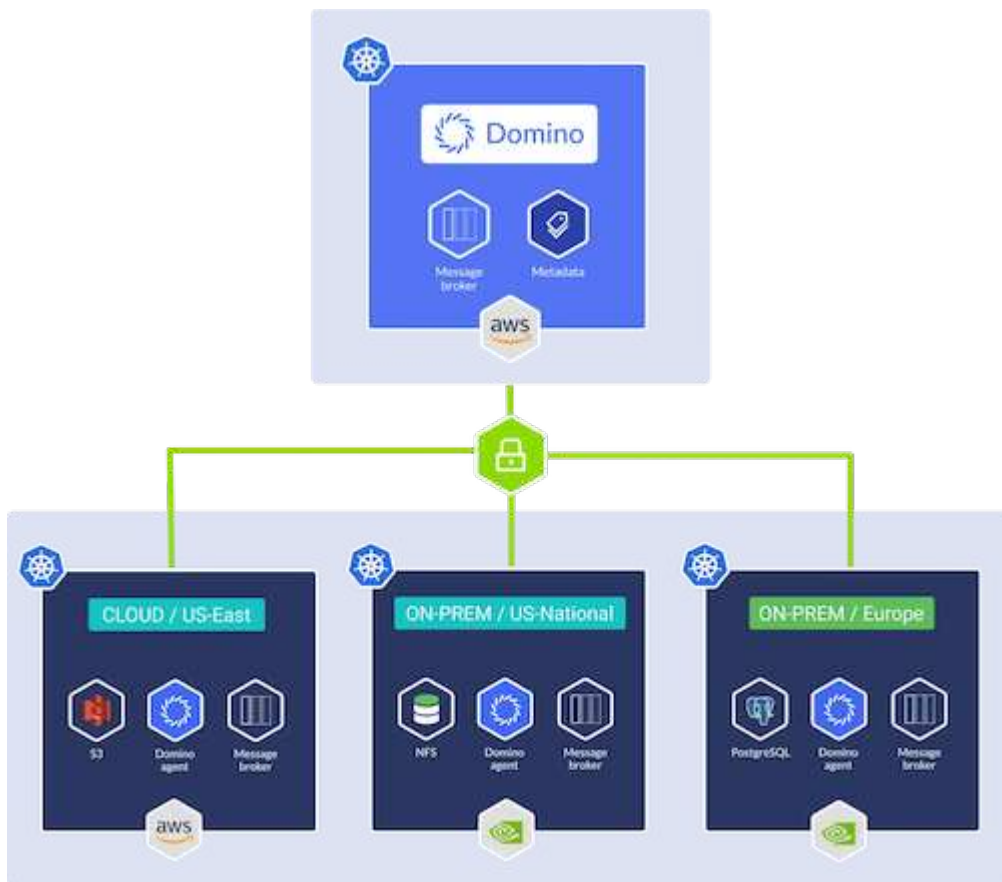 Domino
Message
broker
Metadata
aws
CLOUD / US-East
S3
Domino
agent
Message
broker
aws
ON-PREM / US-National
NFS
Domino
agent
Message
broker
ON-PREM / Europe
PostgreSQL
Domino
agent
Message
broker